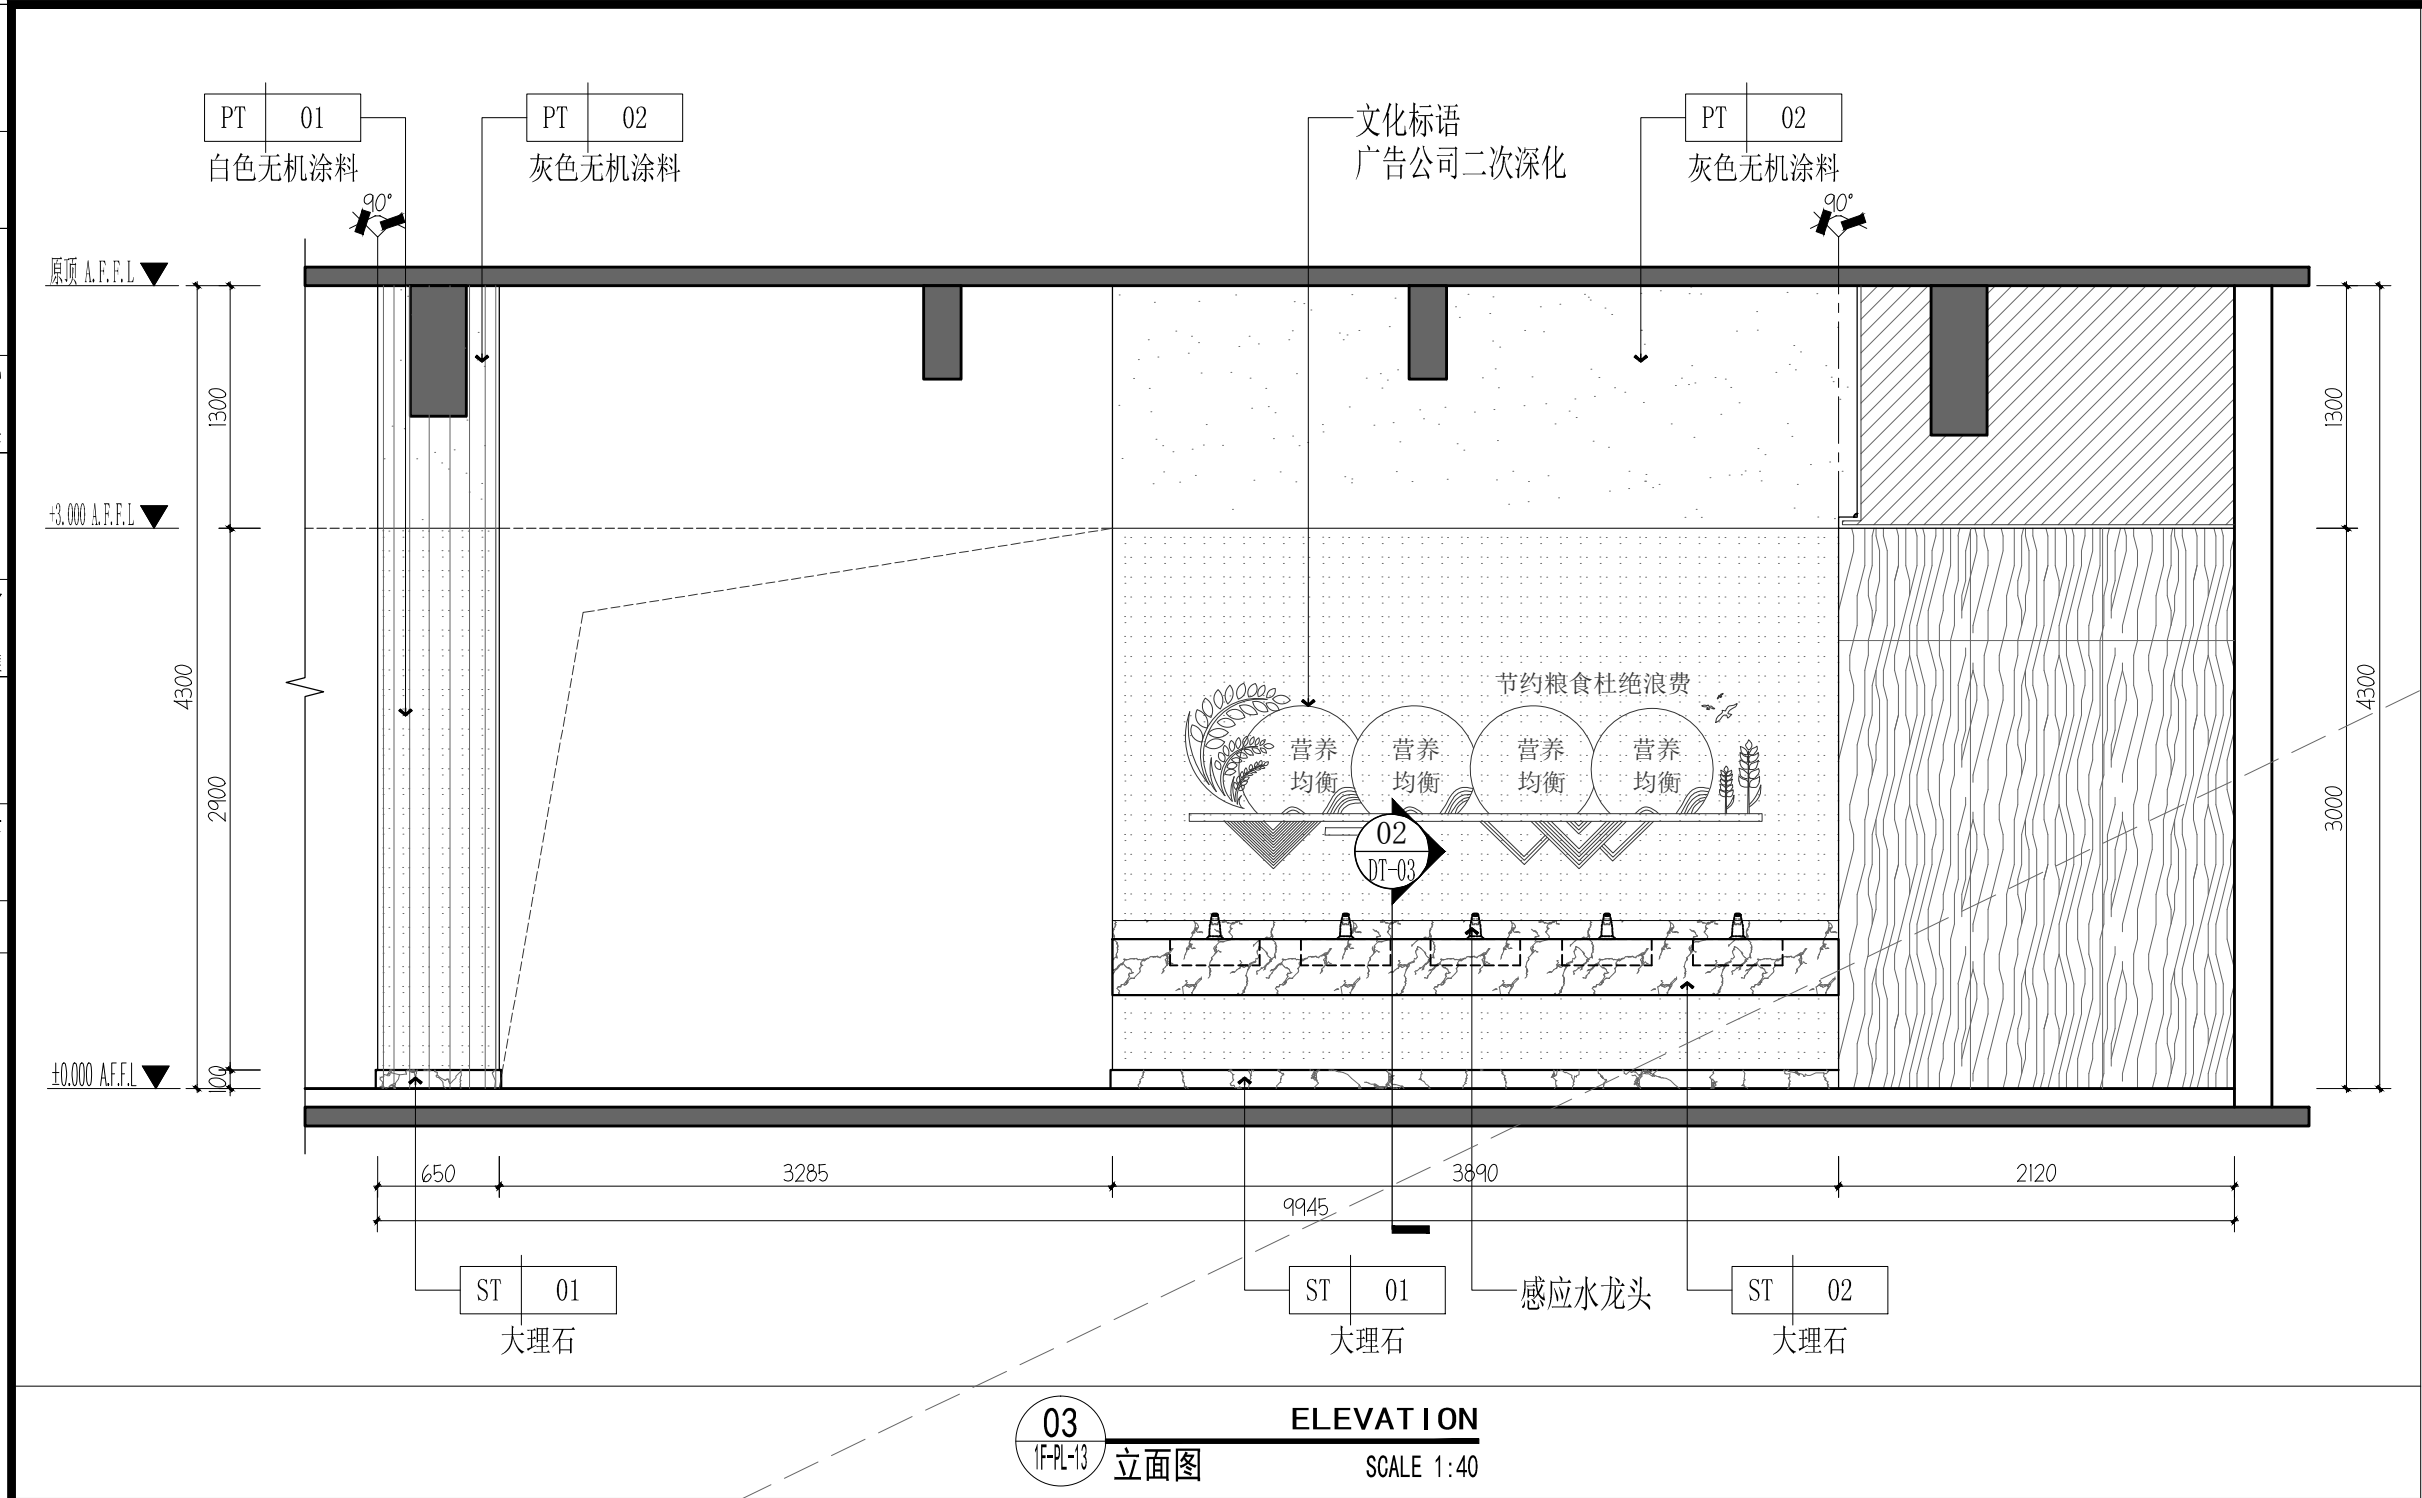 PT 01
白色无机涂料
PT 02
灰色无机涂料
文化标语
广告公司二次深化
PT 02
灰色无机涂料
90°
90°
原顶 A.F.F.L
+3.000 A.F.F.L
±0.000 A.F.F.L
1300
4300
2900
100
1300
4300
3000
节约粮食杜绝浪费
营养
均衡
营养
均衡
营养
均衡
营养
均衡
02
DT-03
650
3285
3890
2120
9945
ST 01
大理石
ST 01
大理石
感应水龙头
ST 02
大理石
03
1F-PL-13
ELEVATION
立面图
SCALE 1:40